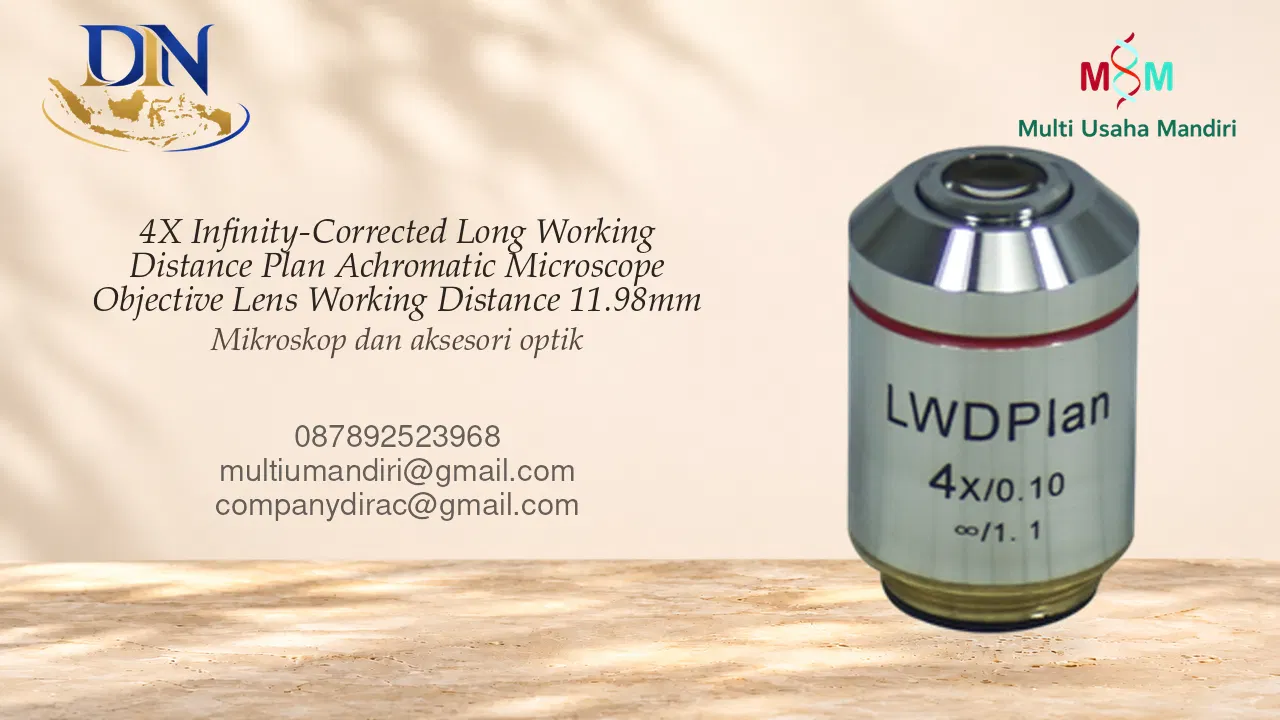 DIN
M M
Multi Usaha Mandiri
4X Infinity-Corrected Long Working
Distance Plan Achromatic Microscope
Objective Lens Working Distance 11.98mm
Mikroskop dan aksesori optik
087892523968
multiumandiri@gmail.com
companydirac@gmail.com
LWDPlan
4X/0.10
∞/1. 1